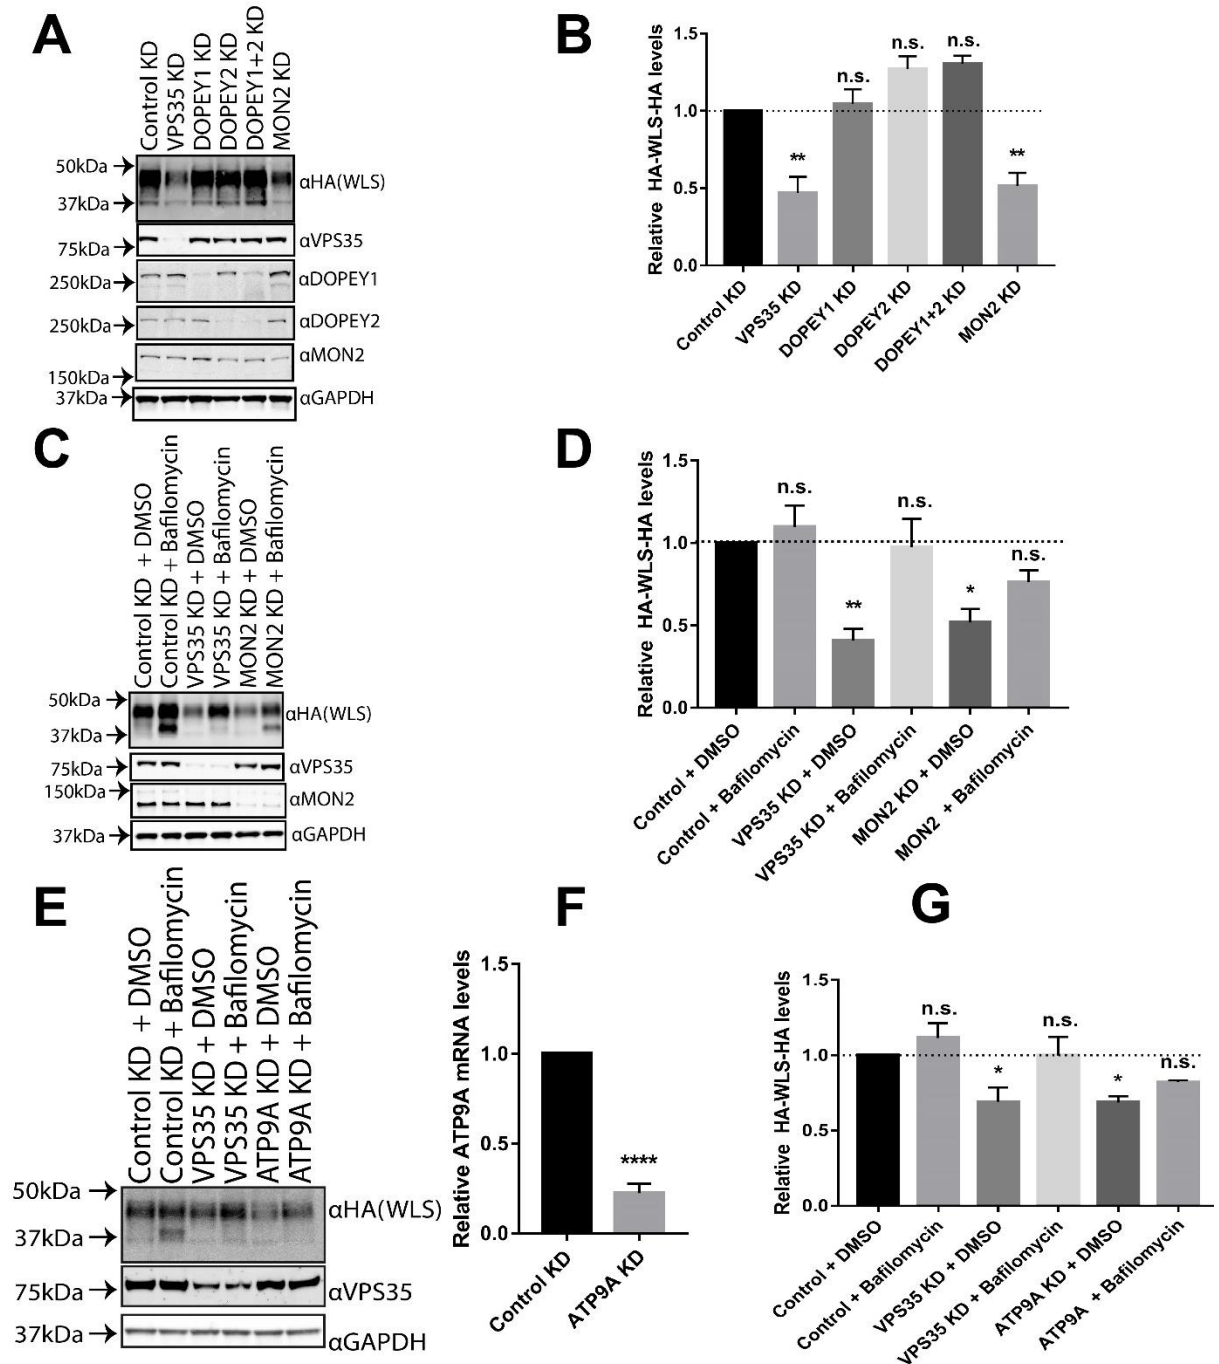 A
Control KD
VPS35 KD
DOPEY1 KD
DOPEY2 KD
DOPEY1+2 KD
MON2 KD
50kDa
37kDa
αHA(WLS)
75kDa
αVPS35
250kDa
αDOPEY1
250kDa
αDOPEY2
150kDa
αMON2
37kDa
αGAPDH
B
Relative HA-WLS-HA levels
1.5
1.0
0.5
0.0
**
n.s.
n.s.
n.s.
**
Control KD
VPS35 KD
DOPEY1 KD
DOPEY2 KD
DOPEY1+2 KD
MON2 KD
C
Control KD + DMSO
Control KD + Bafilomycin
VPS35 KD + DMSO
VPS35 KD + Bafilomycin
MON2 KD + DMSO
MON2 KD + Bafilomycin
50kDa
37kDa
αHA(WLS)
75kDa
αVPS35
150kDa
αMON2
37kDa
αGAPDH
D
Relative HA-WLS-HA levels
1.5
1.0
0.5
0.0
n.s.
**
n.s.
*
n.s.
Control + DMSO
Control + Bafilomycin
VPS35 KD + DMSO
VPS35 KD + Bafilomycin
MON2 KD + DMSO
MON2 + Bafilomycin
E
Control KD + DMSO
Control KD + Bafilomycin
VPS35 KD + DMSO
VPS35 KD + Bafilomycin
ATP9A KD + DMSO
ATP9A KD + Bafilomycin
50kDa
37kDa
αHA(WLS)
75kDa
αVPS35
37kDa
αGAPDH
F
Relative ATP9A mRNA levels
1.5
1.0
0.5
0.0
****
Control KD
ATP9A KD
G
Relative HA-WLS-HA levels
1.5
1.0
0.5
0.0
n.s.
*
n.s.
*
n.s.
Control + DMSO
Control + Bafilomycin
VPS35 KD + DMSO
VPS35 KD + Bafilomycin
ATP9A KD + DMSO
ATP9A + Bafilomycin